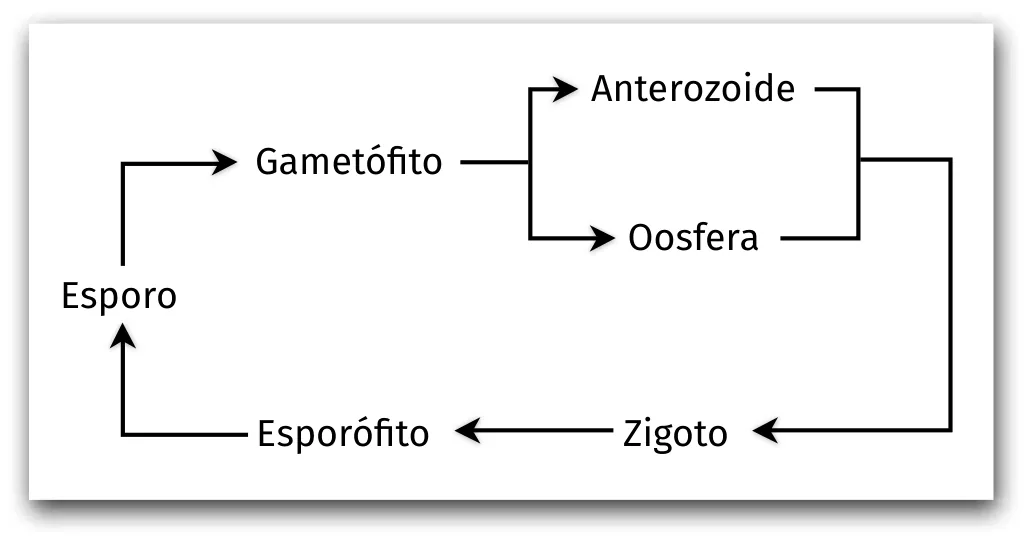 Anterozoide
Gametófito
Oosfera
Esporo
Esporófito
Zigoto